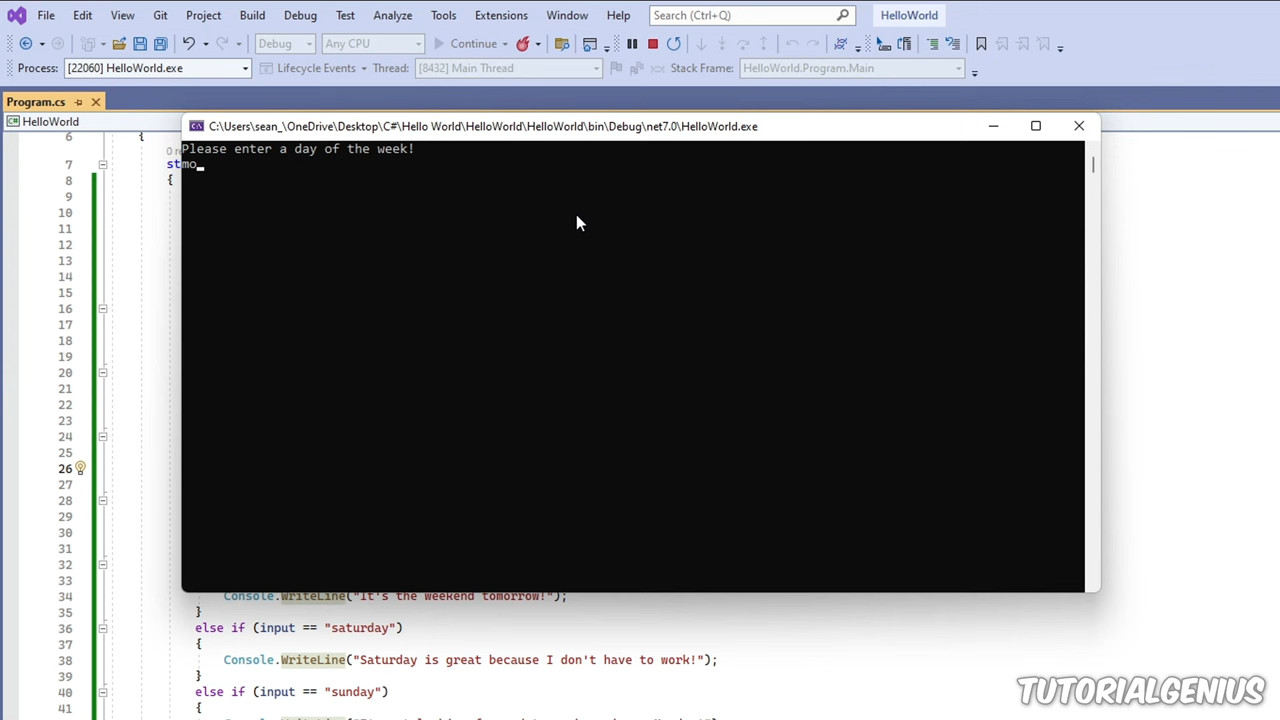 File Edit View Git Project Build Debug Test Analyze Tools Extensions Window Help Search (Ctrl+Q) HelloWorld
Debug Any CPU Continue
Process: [22060] HelloWorld.exe Lifecycle Events Thread: [8432] Main Thread Stack Frame: HelloWorld.Program.Main
Program.cs
HelloWorld
C:\Users\sean_\OneDrive\Desktop\C#\Hello World\HelloWorld\HelloWorld\bin\Debug\net7.0\HelloWorld.exe
Please enter a day of the week!
mo_
6 {
7 st
8 {
9
10
11
12
13
14
15
16
17
18
19
20
21
22
23
24
25
26
27
28
29
30
31
32
33
34 Console.WriteLine("It's the weekend tomorrow!");
35 }
36 else if (input == "saturday")
37 {
38 Console.WriteLine("Saturday is great because I don't have to work!");
39 }
40 else if (input == "sunday")
41 {
TUTORIALGENIUS